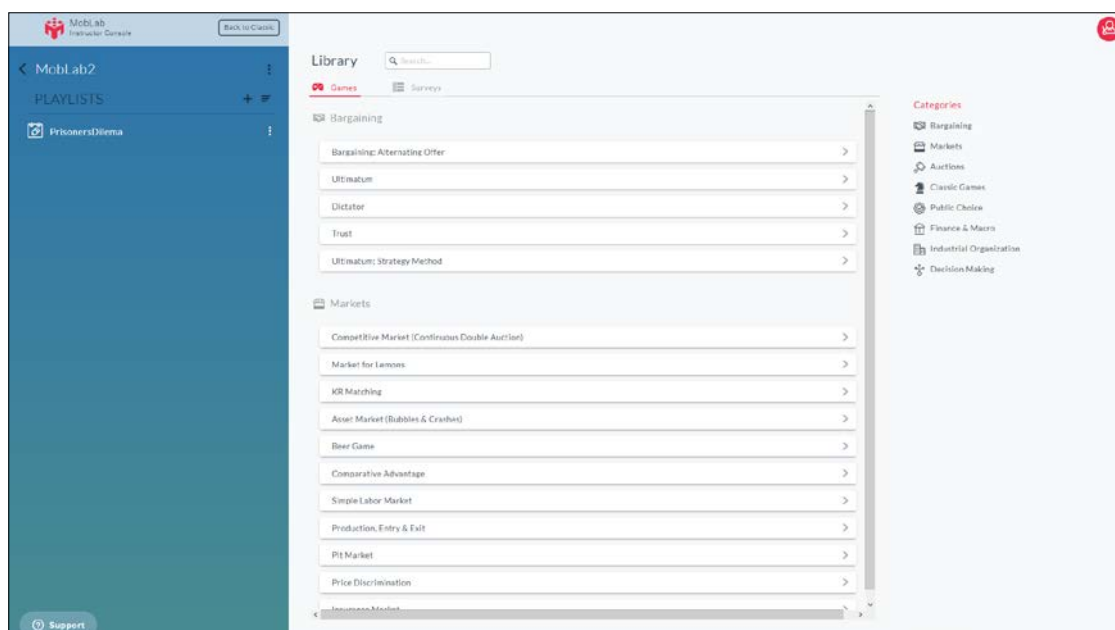 MobLab
Instructor Console
Back to Classic
MobLab2
PLAYLISTS
PrisonersDilema
Support
Library
Search...
Games
Surveys
Bargaining
Bargaining: Alternating Offer
Ultimatum
Dictator
Trust
Ultimatum: Strategy Method
Markets
Competitive Market (Continuous Double Auction)
Market for Lemons
KR Matching
Asset Market (Bubbles & Crashes)
Beer Game
Comparative Advantage
Simple Labor Market
Production, Entry & Exit
Pit Market
Price Discrimination
Insurance Market
Categories
Bargaining
Markets
Auctions
Classic Games
Public Choice
Finance & Macro
Industrial Organization
Decision Making